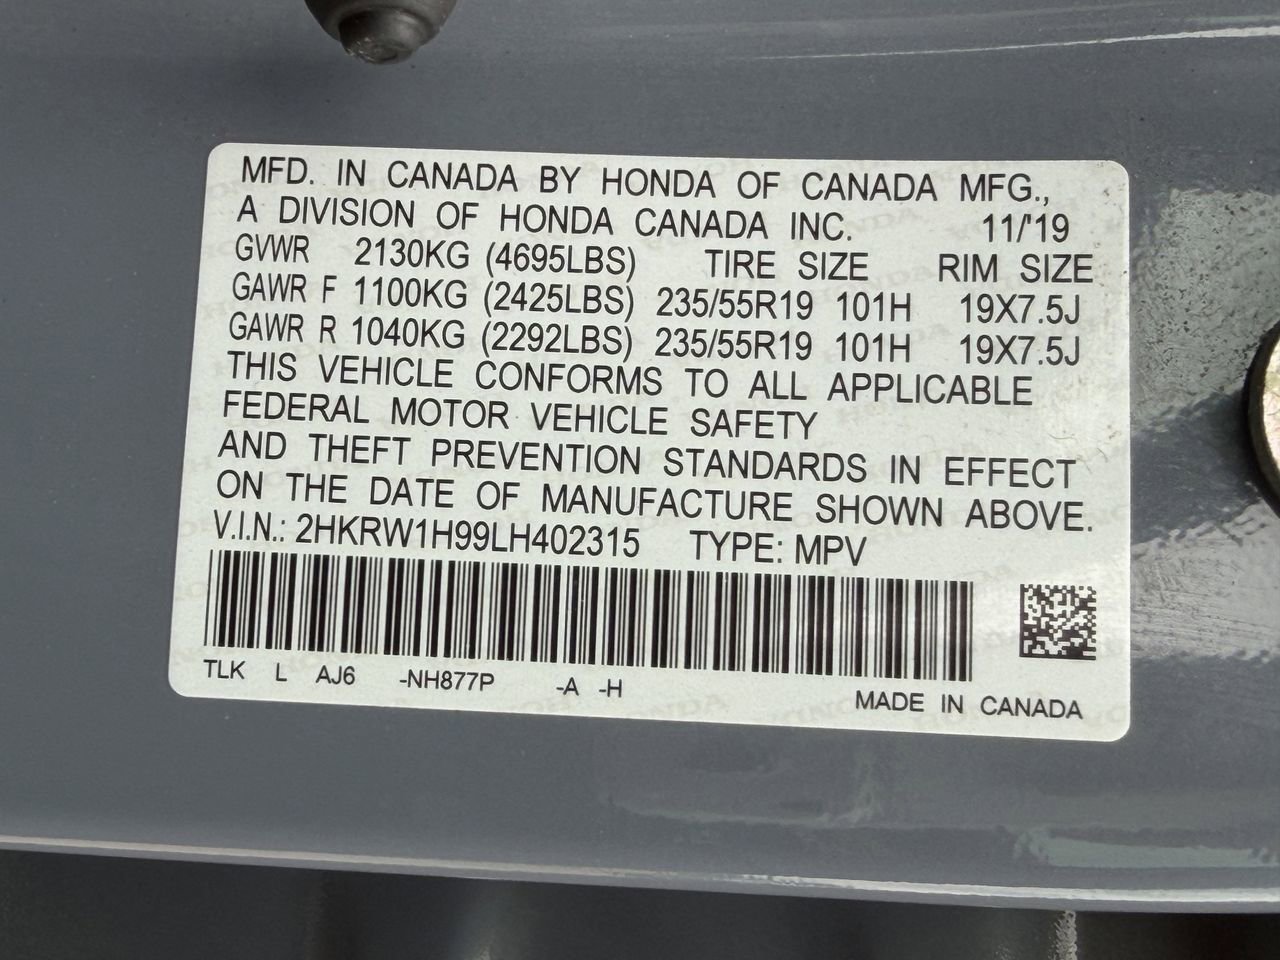 MFD. IN CANADA BY HONDA OF CANADA MFG.,
A DIVISION OF HONDA CANADA INC. 11/'19
GVWR 2130KG (4695LBS) TIRE SIZE RIM SIZE
GAWR F 1100KG (2425LBS) 235/55R19 101H 19X7.5J
GAWR R 1040KG (2292LBS) 235/55R19 101H 19X7.5J
THIS VEHICLE CONFORMS TO ALL APPLICABLE
FEDERAL MOTOR VEHICLE SAFETY
AND THEFT PREVENTION STANDARDS IN EFFECT
ON THE DATE OF MANUFACTURE SHOWN ABOVE.
V.I.N.: 2HKRW1H99LH402315 TYPE: MPV
TLK L AJ6 -NH877P -A -H
MADE IN CANADA